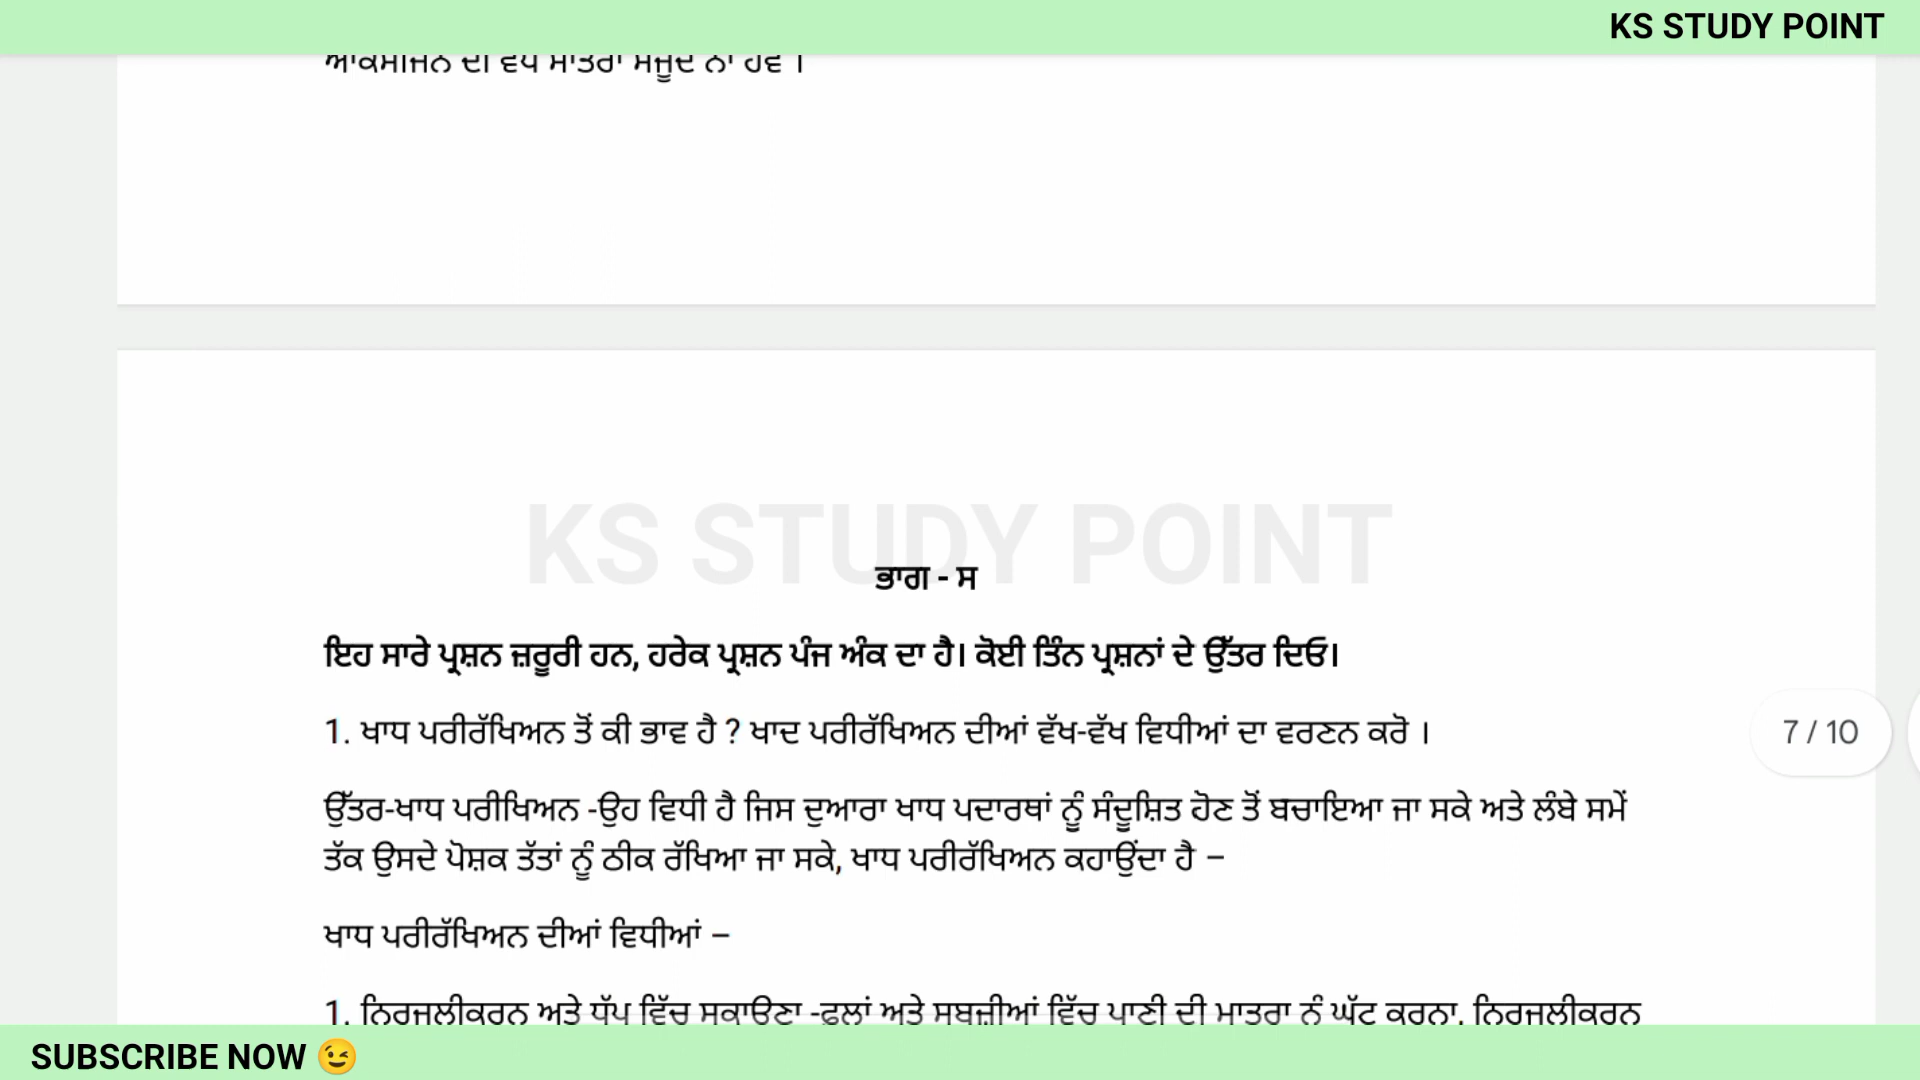 KS STUDY POINT
ਆਕਸੀਜਨ ਦੀ ਵੱਧ ਮਾਤਰਾ ਮੌਜੂਦ ਨਾ ਹੋਵੇ ।
KS STUDY POINT
ਭਾਗ - ਸ
ਇਹ ਸਾਰੇ ਪ੍ਰਸ਼ਨ ਜ਼ਰੂਰੀ ਹਨ, ਹਰੇਕ ਪ੍ਰਸ਼ਨ ਪੰਜ ਅੰਕ ਦਾ ਹੈ। ਕੋਈ ਤਿੰਨ ਪ੍ਰਸ਼ਨਾਂ ਦੇ ਉੱਤਰ ਦਿਓ।
1. ਖਾਧ ਪਰੀਰੱਖਿਅਨ ਤੋਂ ਕੀ ਭਾਵ ਹੈ ? ਖਾਦ ਪਰੀਰੱਖਿਅਨ ਦੀਆਂ ਵੱਖ-ਵੱਖ ਵਿਧੀਆਂ ਦਾ ਵਰਣਨ ਕਰੋ ।
7 / 10
ਉੱਤਰ-ਖਾਧ ਪਰੀਖਿਅਨ -ਉਹ ਵਿਧੀ ਹੈ ਜਿਸ ਦੁਆਰਾ ਖਾਧ ਪਦਾਰਥਾਂ ਨੂੰ ਸੰਦੂਸ਼ਿਤ ਹੋਣ ਤੋਂ ਬਚਾਇਆ ਜਾ ਸਕੇ ਅਤੇ ਲੰਬੇ ਸਮੇਂ
ਤੱਕ ਉਸਦੇ ਪੋਸ਼ਕ ਤੱਤਾਂ ਨੂੰ ਠੀਕ ਰੱਖਿਆ ਜਾ ਸਕੇ, ਖਾਧ ਪਰੀਰੱਖਿਅਨ ਕਹਾਉਂਦਾ ਹੈ –
ਖਾਧ ਪਰੀਰੱਖਿਅਨ ਦੀਆਂ ਵਿਧੀਆਂ –
1. ਨਿਰਜਲੀਕਰਨ ਅਤੇ ਧੁੱਪ ਵਿੱਚ ਸੁਕਾਉਣਾ -ਫਲਾਂ ਅਤੇ ਸਬਜ਼ੀਆਂ ਵਿੱਚ ਪਾਣੀ ਦੀ ਮਾਤਰਾ ਨੂੰ ਘੱਟ ਕਰਨਾ, ਨਿਰਜਲੀਕਰਨ
SUBSCRIBE NOW 😉